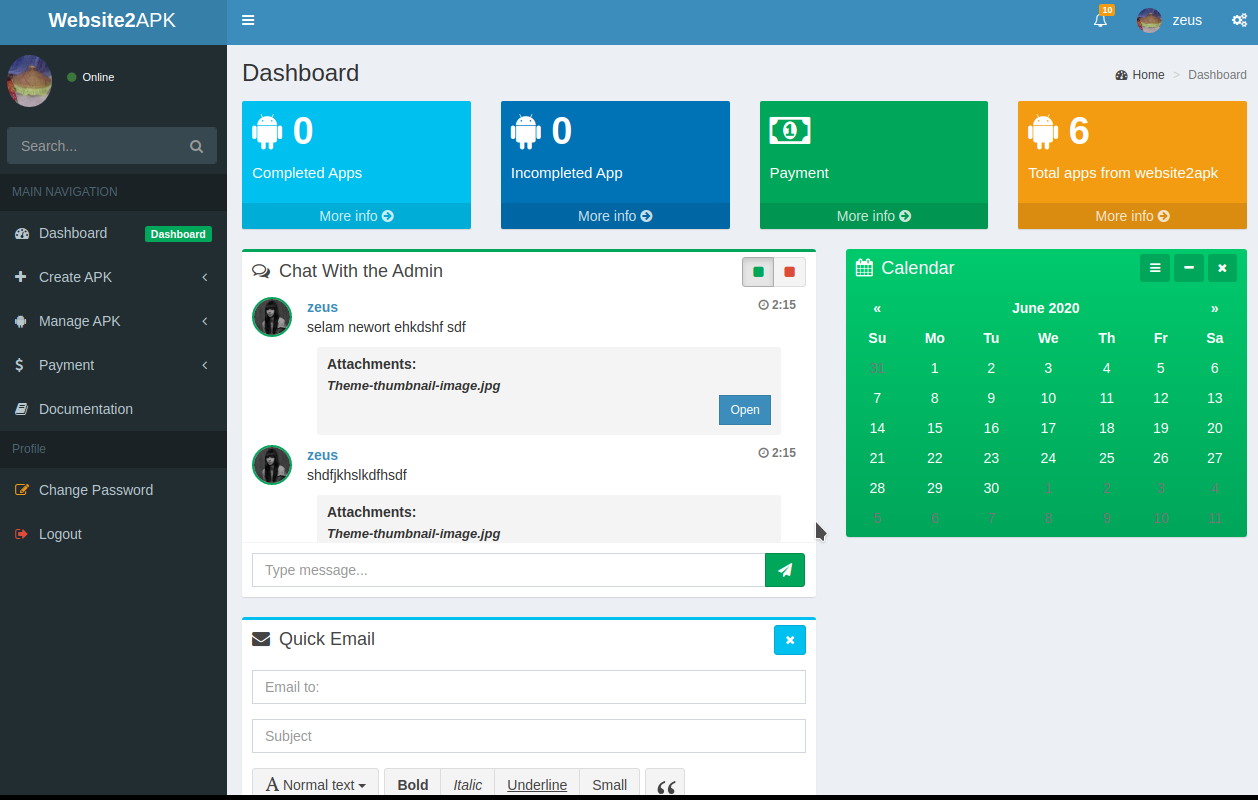 Website2APK
10
zeus
Online
Search...
MAIN NAVIGATION
Dashboard Dashboard
Create APK
Manage APK
Payment
Documentation
Profile
Change Password
Logout
Dashboard
Home > Dashboard
0
Completed Apps
More info
0
Incompleted App
More info
1
Payment
More info
6
Total apps from website2apk
More info
Chat With the Admin
zeus 2:15
selam newort ehkdshf sdf
Attachments:
Theme-thumbnail-image.jpg
Open
zeus 2:15
shdfjkhslkdfhsdf
Attachments:
Theme-thumbnail-image.jpg
Type message...
Calendar
« June 2020 »
Su Mo Tu We Th Fr Sa
31 1 2 3 4 5 6
7 8 9 10 11 12 13
14 15 16 17 18 19 20
21 22 23 24 25 26 27
28 29 30 1 2 3 4
5 6 7 8 9 10 11
Quick Email
Email to:
Subject
A Normal text Bold Italic Underline Small “